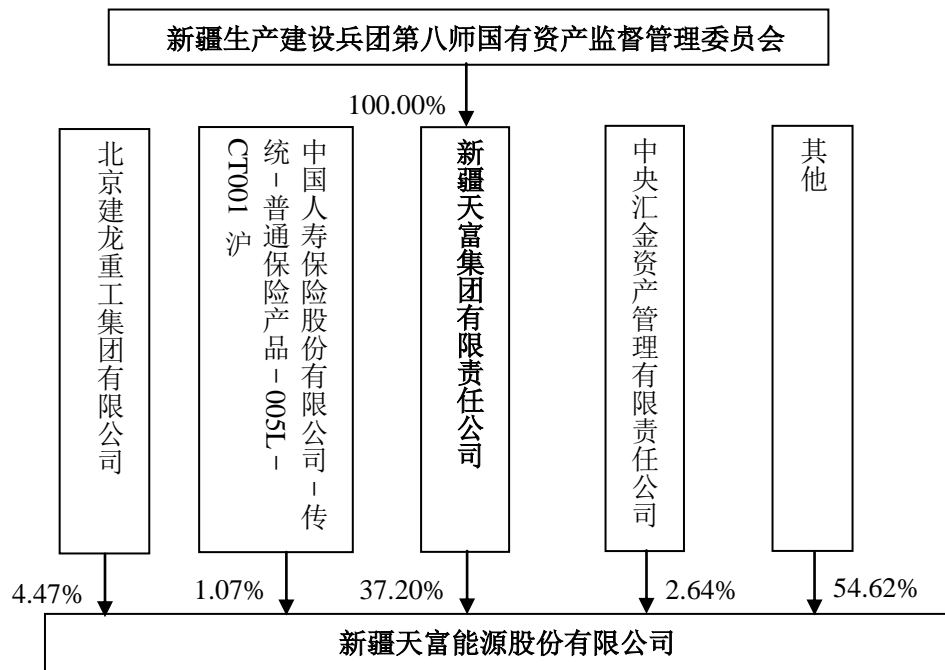 新疆生产建设兵团第八师国有资产监督管理委员会
100.00%
北京建龙重工集团有限公司
中国人寿保险股份有限公司－传
统－普通保险产品－005L－
CT001 沪
新疆天富集团有限责任公司
中央汇金资产管理有限责任公司
其他
4.47%
1.07%
37.20%
2.64%
54.62%
新疆天富能源股份有限公司